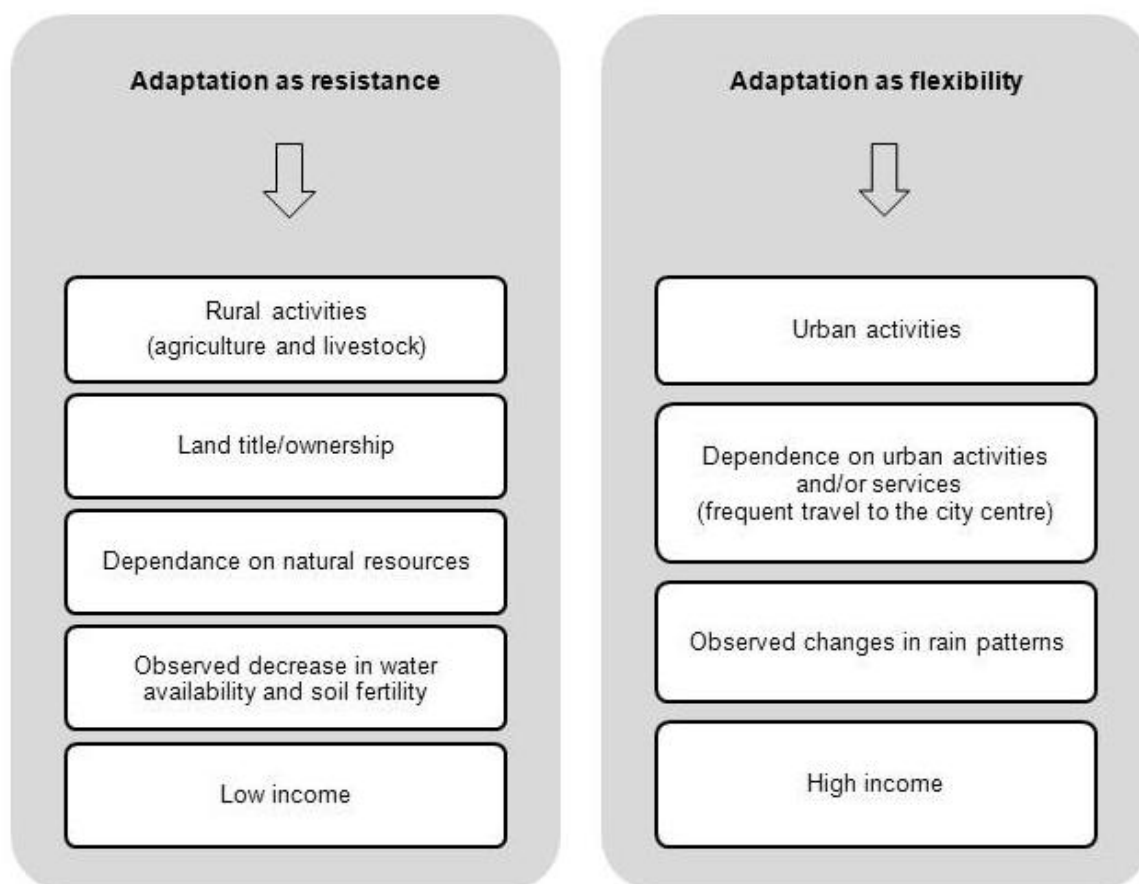 Adaptation as resistance
Rural activities
(agriculture and livestock)
Land title/ownership
Dependance on natural resources
Observed decrease in water
availability and soil fertility
Low income
Adaptation as flexibility
Urban activities
Dependence on urban activities
and/or services
(frequent travel to the city centre)
Observed changes in rain patterns
High income